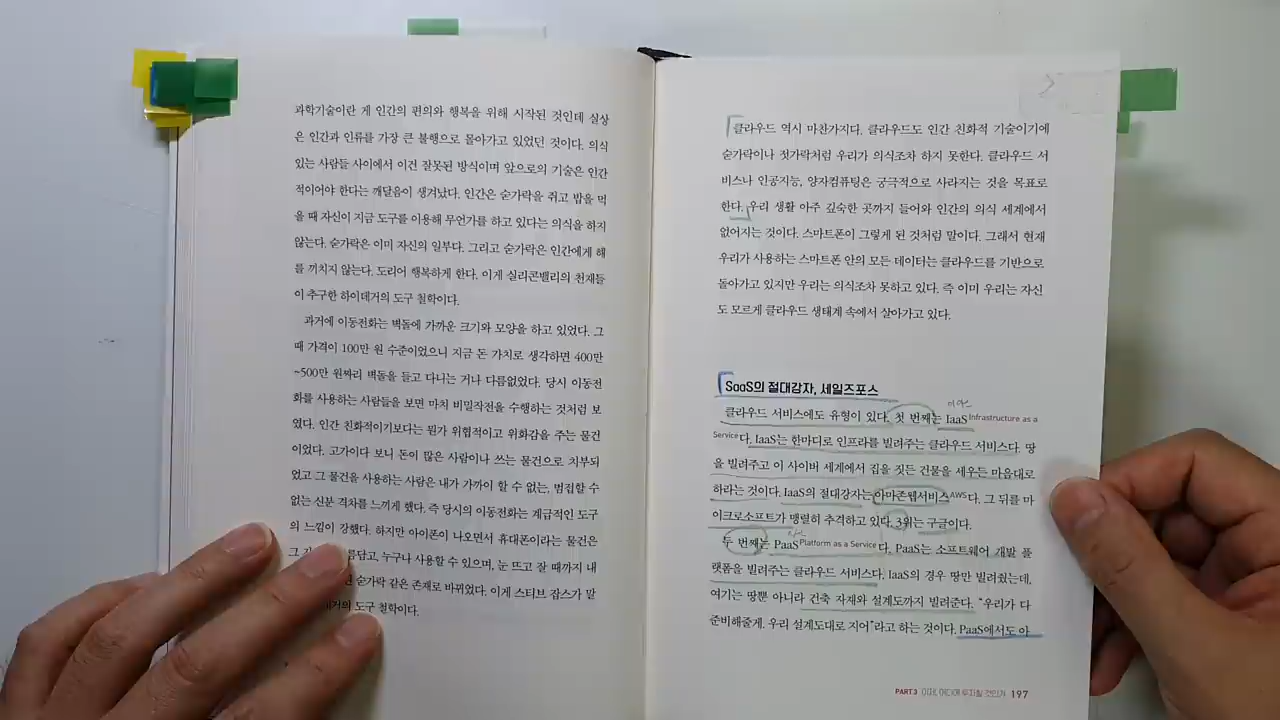 과학기술이란 게 인간의 편의와 행복을 위해 시작된 것인데 실상
은 인간과 인류를 가장 큰 불행으로 몰아가고 있었던 것이다. 의식
있는 사람들 사이에서 이건 잘못된 방식이며 앞으로의 기술은 인간
적이어야 한다는 깨달음이 생겨났다. 인간은 숟가락을 쥐고 밥을 먹
을 때 자신이 지금 도구를 이용해 무언가를 하고 있다는 의식을 하지
않는다. 숟가락은 이미 자신의 일부다. 그리고 숟가락은 인간에게 해
를 끼치지 않는다. 도리어 행복하게 한다. 이게 실리콘밸리의 천재들
이 추구한 하이데거의 도구 철학이다.
과거에 이동전화는 벽돌에 가까운 크기와 모양을 하고 있었다. 그
때 가격이 100만 원 수준이었으니 지금 돈 가치로 생각하면 400만
~500만 원짜리 벽돌을 들고 다니는 거나 다름없었다. 당시 이동전
화를 사용하는 사람들을 보면 마치 비밀작전을 수행하는 것처럼 보
였다. 인간 친화적이기보다는 뭔가 위협적이고 위화감을 주는 물건
이었다. 고가이다 보니 돈이 많은 사람이나 쓰는 물건으로 치부되
었고 그 물건을 사용하는 사람은 내가 가까이 할 수 없는, 범접할 수
없는 신분 격차를 느끼게 했다. 즉 당시의 이동전화는 계급적인 도구
의 느낌이 강했다. 하지만 아이폰이 나오면서 휴대폰이라는 물건은
그 름답고, 누구나 사용할 수 있으며, 눈 뜨고 잘 때까지 내
숟가락 같은 존재로 바뀌었다. 이게 스티브 잡스가 말
도구 철학이다.
클라우드 역시 마찬가지다. 클라우드도 인간 친화적 기술이기에
숟가락이나 젓가락처럼 우리가 의식조차 하지 못한다. 클라우드 서
비스나 인공지능, 양자컴퓨팅은 궁극적으로 사라지는 것을 목표로
한다. 우리 생활 아주 깊숙한 곳까지 들어와 인간의 의식 세계에서
없어지는 것이다. 스마트폰이 그렇게 된 것처럼 말이다. 그래서 현재
우리가 사용하는 스마트폰 안의 모든 데이터는 클라우드를 기반으로
돌아가고 있지만 우리는 의식조차 못하고 있다. 즉 이미 우리는 자신
도 모르게 클라우드 생태계 속에서 살아가고 있다.
SaaS의 절대강자, 세일즈포스
클라우드 서비스에도 유형이 있다. 첫 번째는 IaaS Infrastructure as a
Service다. IaaS는 한마디로 인프라를 빌려주는 클라우드 서비스다. 땅
을 빌려주고 이 사이버 세계에서 집을 짓든 건물을 세우든 마음대로
하라는 것이다. IaaS의 절대강자는 아마존웹서비스AWS다. 그 뒤를 마
이크로소프트가 맹렬히 추격하고 있다. 3위는 구글이다.
두 번째는 PaaS Platform as a Service다. PaaS는 소프트웨어 개발 플
랫폼을 빌려주는 클라우드 서비스다. IaaS의 경우 땅만 빌려줬는데,
여기는 땅뿐 아니라 건축 자재와 설계도까지 빌려준다. "우리가 다
준비해줄게. 우리 설계도대로 지어"라고 하는 것이다. PaaS에서도 아
PART 3 미래, 어디에 투자할 것인가 197